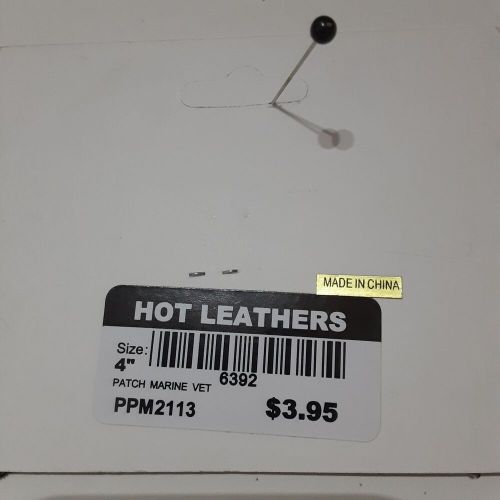 MADE IN CHINA
HOT LEATHERS
Size:
4"
6392
PATCH MARINE VET
PPM2113 $3.95